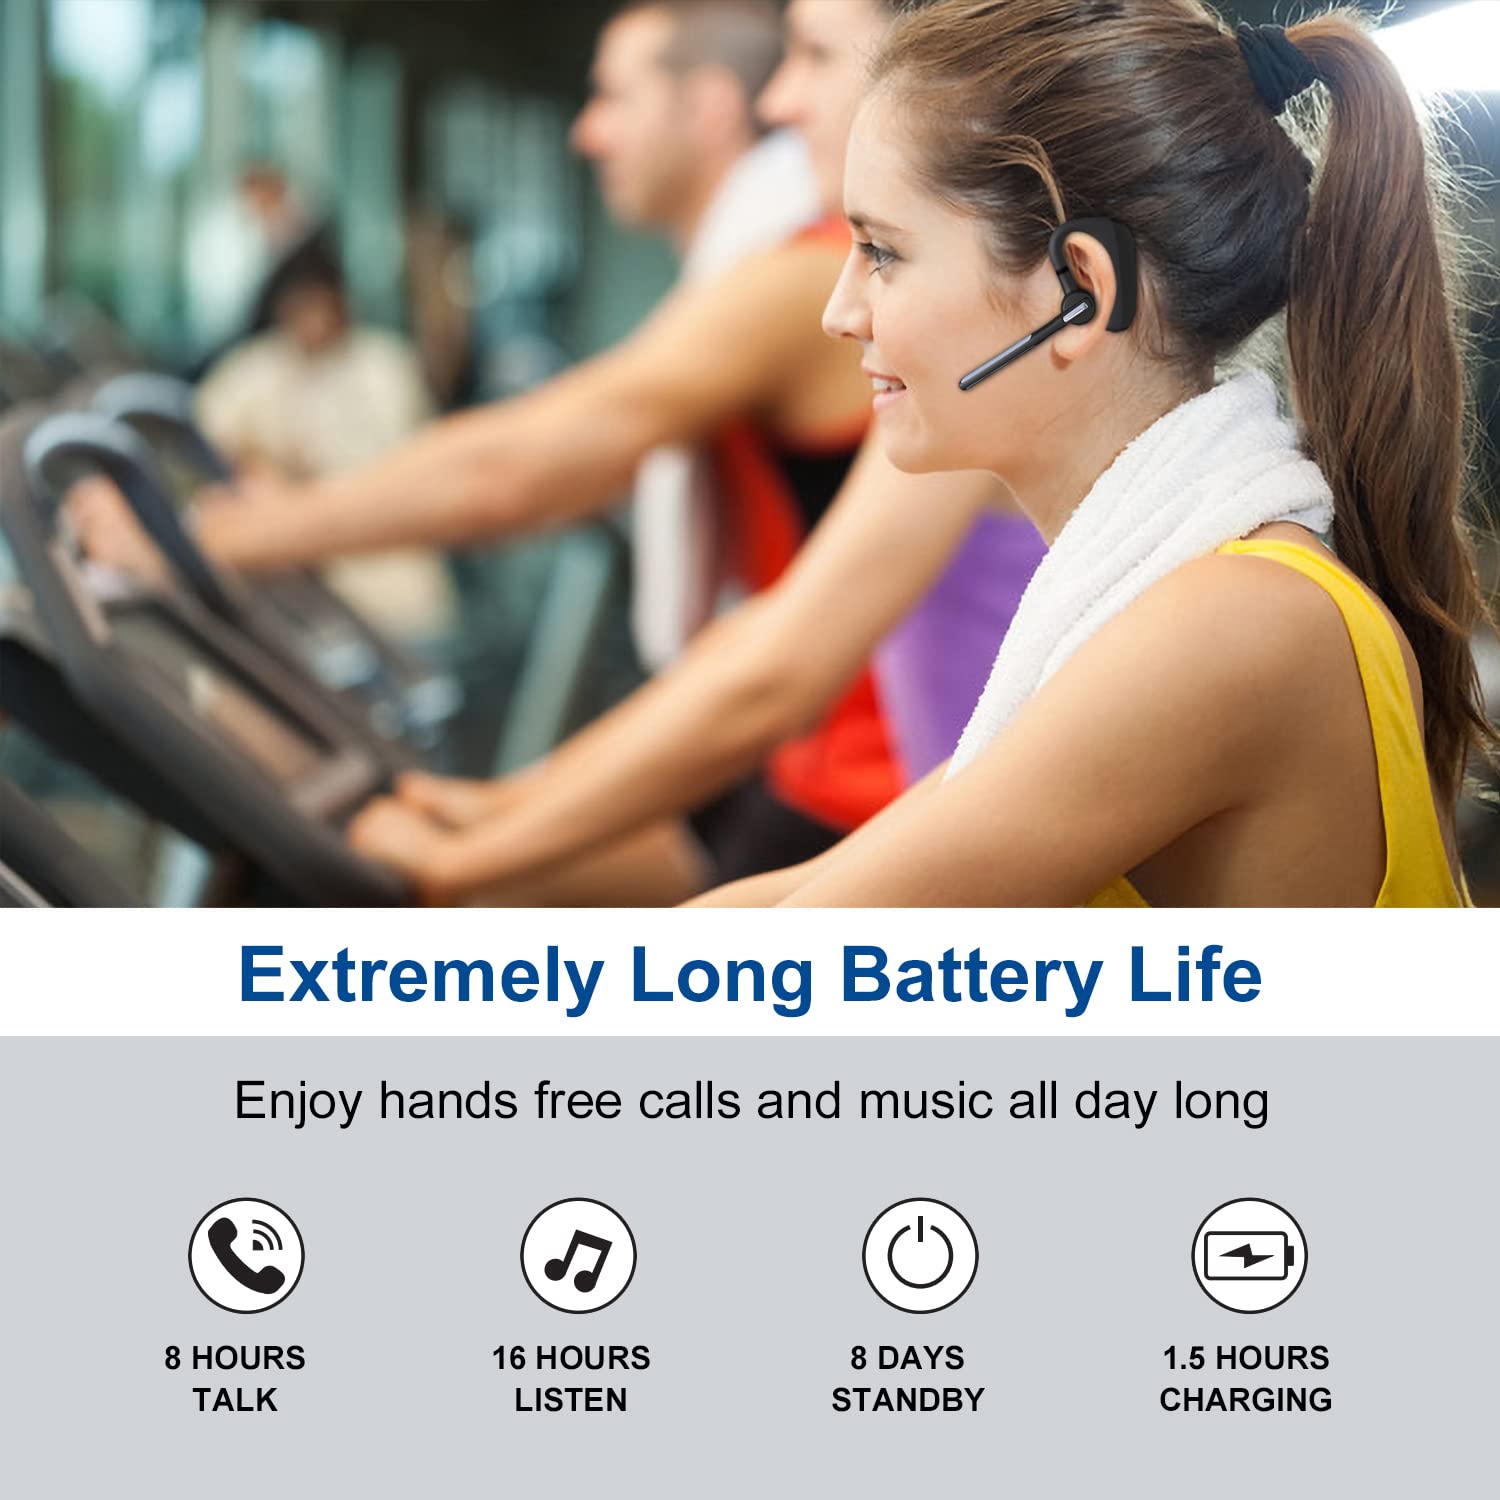 Extremely Long Battery Life
Enjoy hands free calls and music all day long
8 HOURS
TALK
16 HOURS
LISTEN
8 DAYS
STANDBY
1.5 HOURS
CHARGING